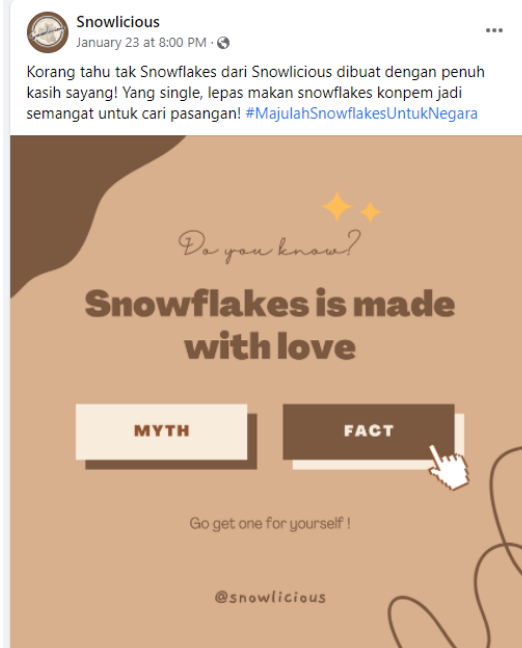 Snowlicious
January 23 at 8:00 PM ·
Korang tahu tak Snowflakes dari Snowlicious dibuat dengan penuh
kasih sayang! Yang single, lepas makan snowflakes konpem jadi
semangat untuk cari pasangan! #MajulahSnowflakesUntukNegara
Do you know?
Snowflakes is made
with love
MYTH
FACT
Go get one for yourself !
@snowlicious